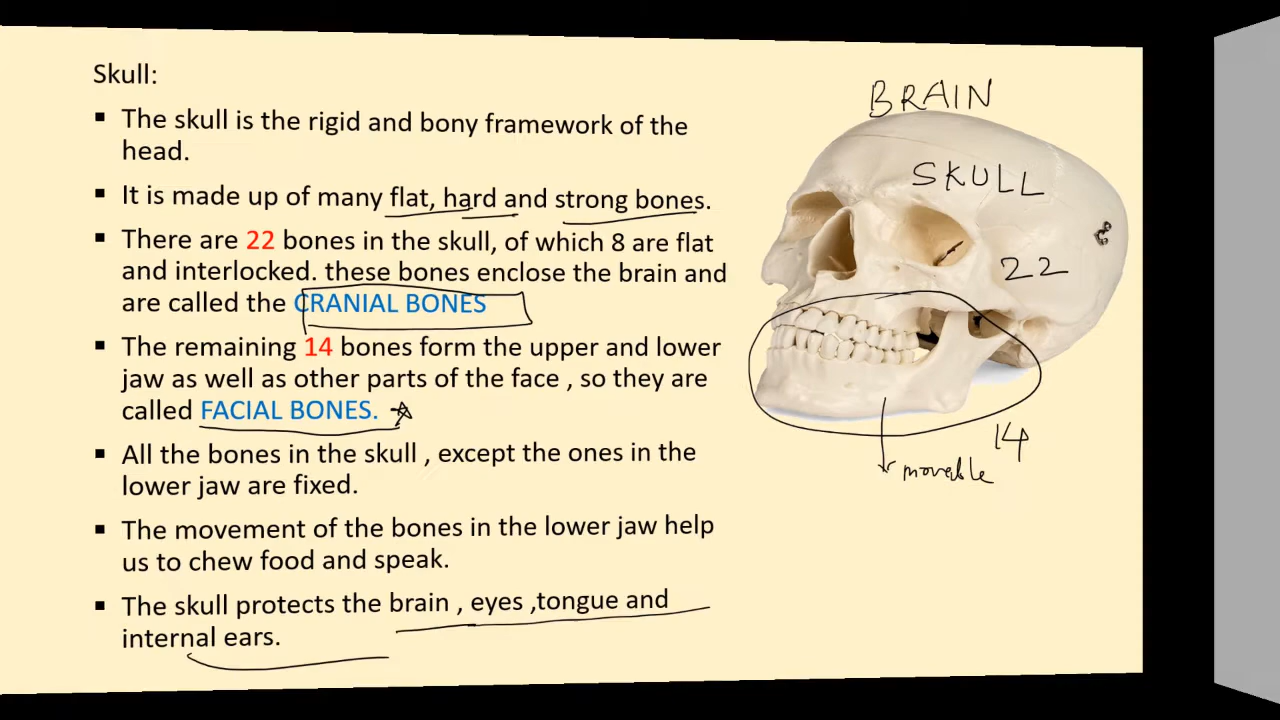 Skull:
▪ The skull is the rigid and bony framework of the
head.
▪ It is made up of many flat, hard and strong bones.
▪ There are 22 bones in the skull, of which 8 are flat
and interlocked. these bones enclose the brain and
are called the CRANIAL BONES
▪ The remaining 14 bones form the upper and lower
jaw as well as other parts of the face , so they are
called FACIAL BONES.
▪ All the bones in the skull , except the ones in the
lower jaw are fixed.
▪ The movement of the bones in the lower jaw help
us to chew food and speak.
▪ The skull protects the brain , eyes ,tongue and
internal ears.
BRAIN
SKULL
22
14
movable